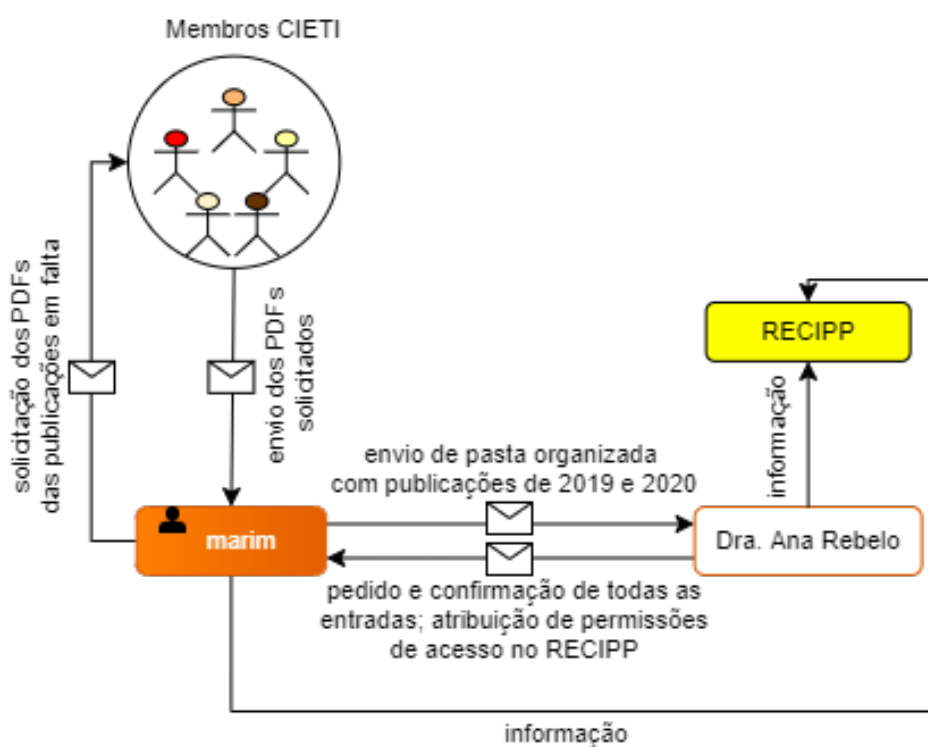 Membros CIETI
solicitação dos PDFs
das publicações em falta
envio dos PDFs
solicitados
RECIPP
informação
envio de pasta organizada
com publicações de 2019 e 2020
marim
Dra. Ana Rebelo
pedido e confirmação de todas as
entradas; atribuição de permissões
de acesso no RECIPP
informação